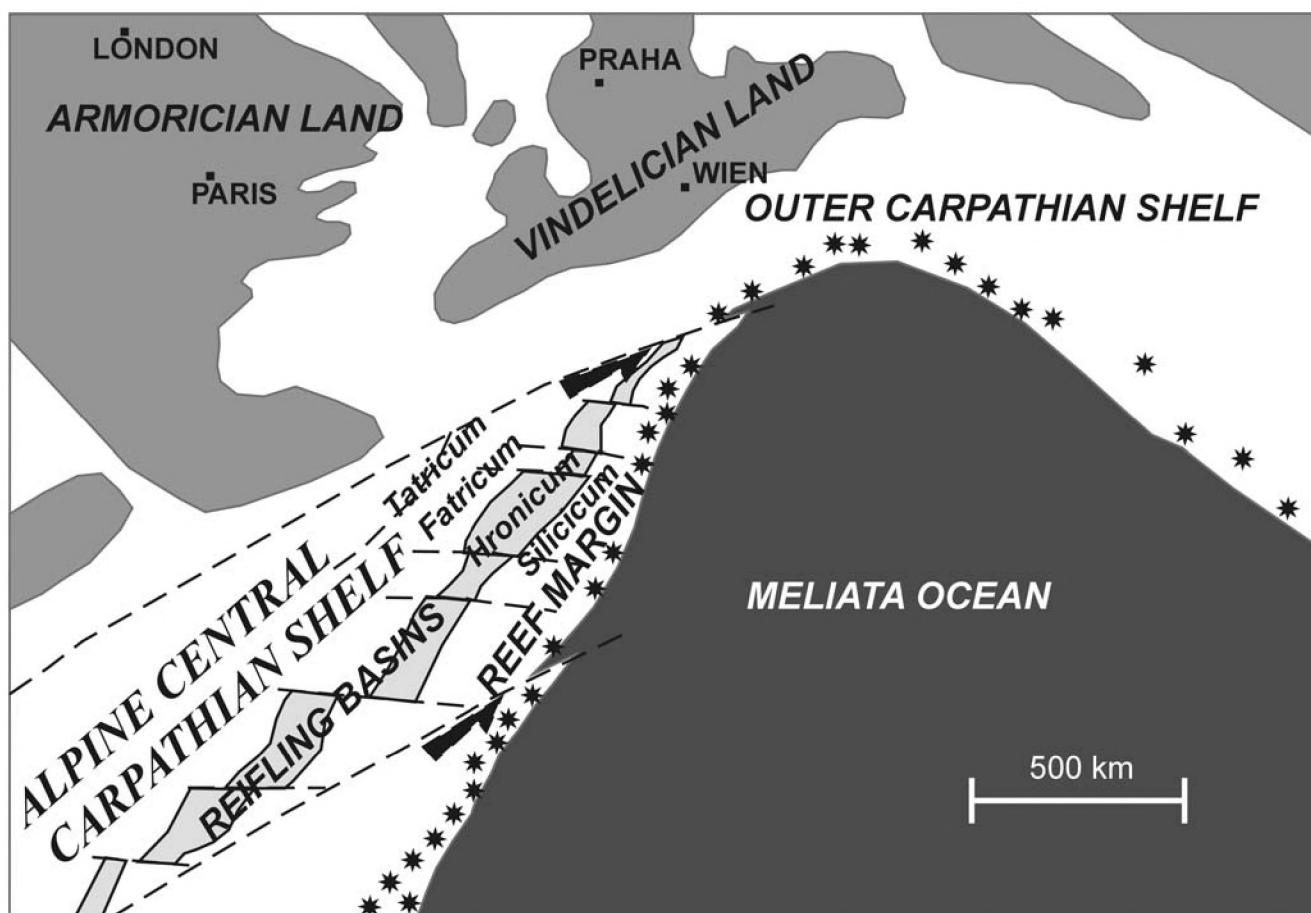 LONDON
PRAHA
ARMORICIAN LAND
VINDELICIAN LAND
PARIS
WIEN
OUTER CARPATHIAN SHELF
Tatricum
Fatricum
Hronicum
Silicicum
REEF MARGIN
ALPINE CENTRAL
CARPATHIAN SHELF
REIFLING BASINS
MELIATA OCEAN
500 km